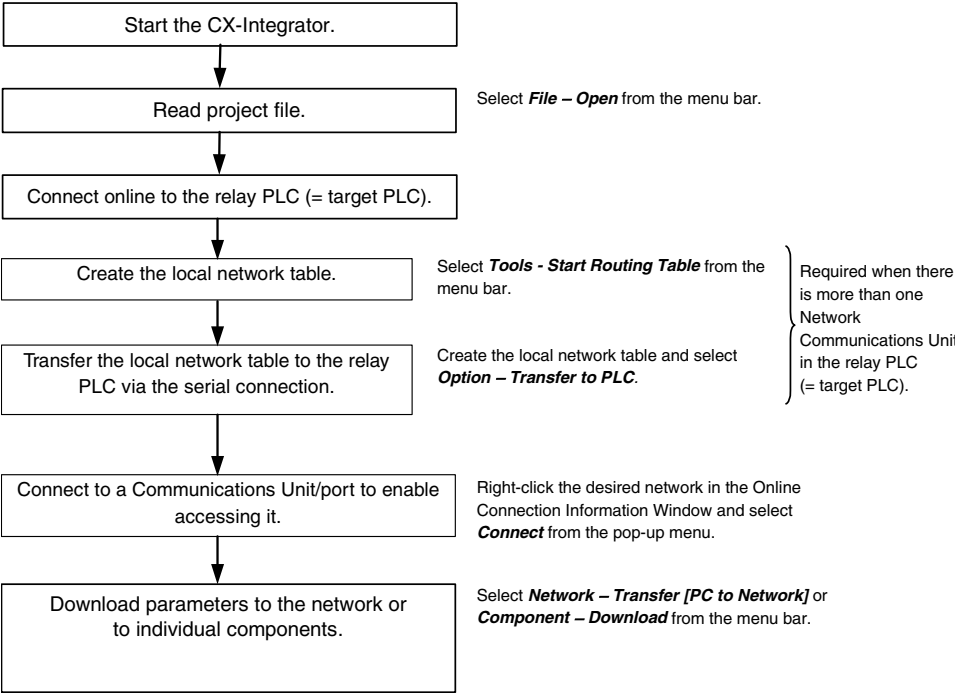 Start the CX-Integrator.
Read project file.
Select File – Open from the menu bar.
Connect online to the relay PLC (= target PLC).
Create the local network table.
Select Tools - Start Routing Table from the
menu bar.
Required when there
is more than one
Network
Communications Unit
in the relay PLC
(= target PLC).
Transfer the local network table to the relay
PLC via the serial connection.
Create the local network table and select
Option – Transfer to PLC.
Connect to a Communications Unit/port to enable
accessing it.
Right-click the desired network in the Online
Connection Information Window and select
Connect from the pop-up menu.
Download parameters to the network or
to individual components.
Select Network – Transfer [PC to Network] or
Component – Download from the menu bar.